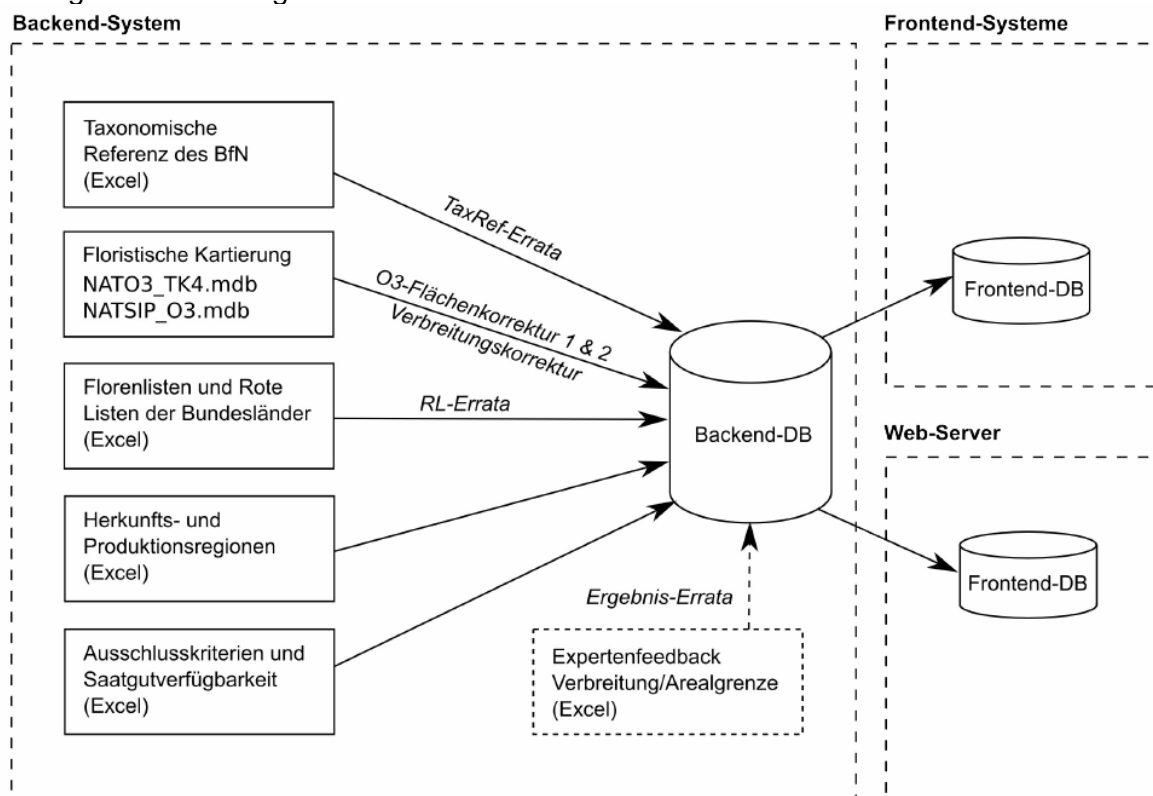 Backend-System
Frontend-Systeme
Taxonomische
Referenz des BfN
(Excel)
TaxRef-Errata
Floristische Kartierung
NATO3_TK4.mdb
NATSIP_O3.mdb
O3-Flächenkorrektur 1 & 2
Verbreitungskorrektur
Frontend-DB
Florenlisten und Rote
Listen der Bundesländer
(Excel)
RL-Errata
Backend-DB
Web-Server
Herkunfts- und
Produktionsregionen
(Excel)
Frontend-DB
Ergebnis-Errata
Ausschlusskriterien und
Saatgutverfügbarkeit
(Excel)
Expertenfeedback
Verbreitung/Arealgrenze
(Excel)